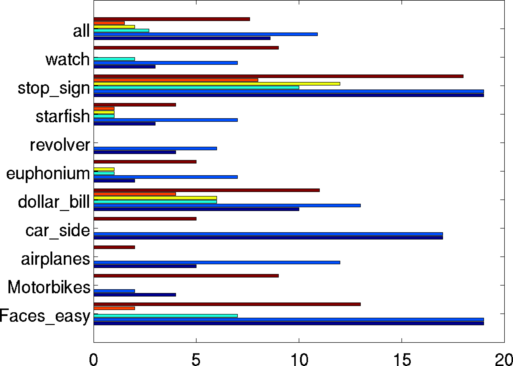 all
watch
stop_sign
starfish
revolver
euphonium
dollar_bill
car_side
airplanes
Motorbikes
Faces_easy
0 5 10 15 20